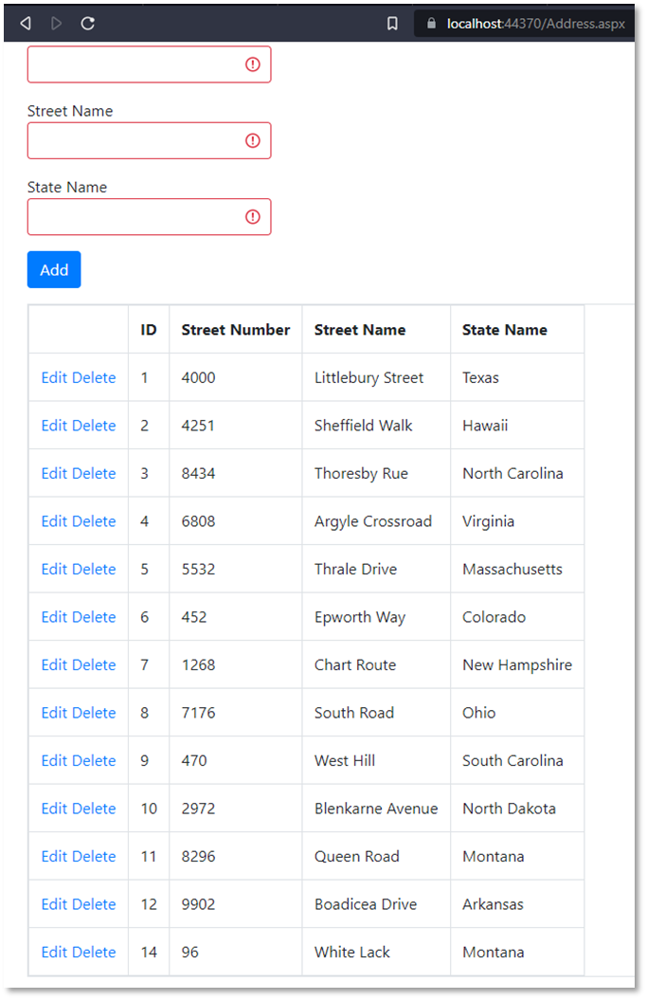 localhost:44370/Address.aspx
Street Name
State Name
Add
ID Street Number Street Name State Name
Edit Delete 1 4000 Littlebury Street Texas
Edit Delete 2 4251 Sheffield Walk Hawaii
Edit Delete 3 8434 Thoresby Rue North Carolina
Edit Delete 4 6808 Argyle Crossroad Virginia
Edit Delete 5 5532 Thrale Drive Massachusetts
Edit Delete 6 452 Epworth Way Colorado
Edit Delete 7 1268 Chart Route New Hampshire
Edit Delete 8 7176 South Road Ohio
Edit Delete 9 470 West Hill South Carolina
Edit Delete 10 2972 Blenkarne Avenue North Dakota
Edit Delete 11 8296 Queen Road Montana
Edit Delete 12 9902 Boadicea Drive Arkansas
Edit Delete 14 96 White Lack Montana